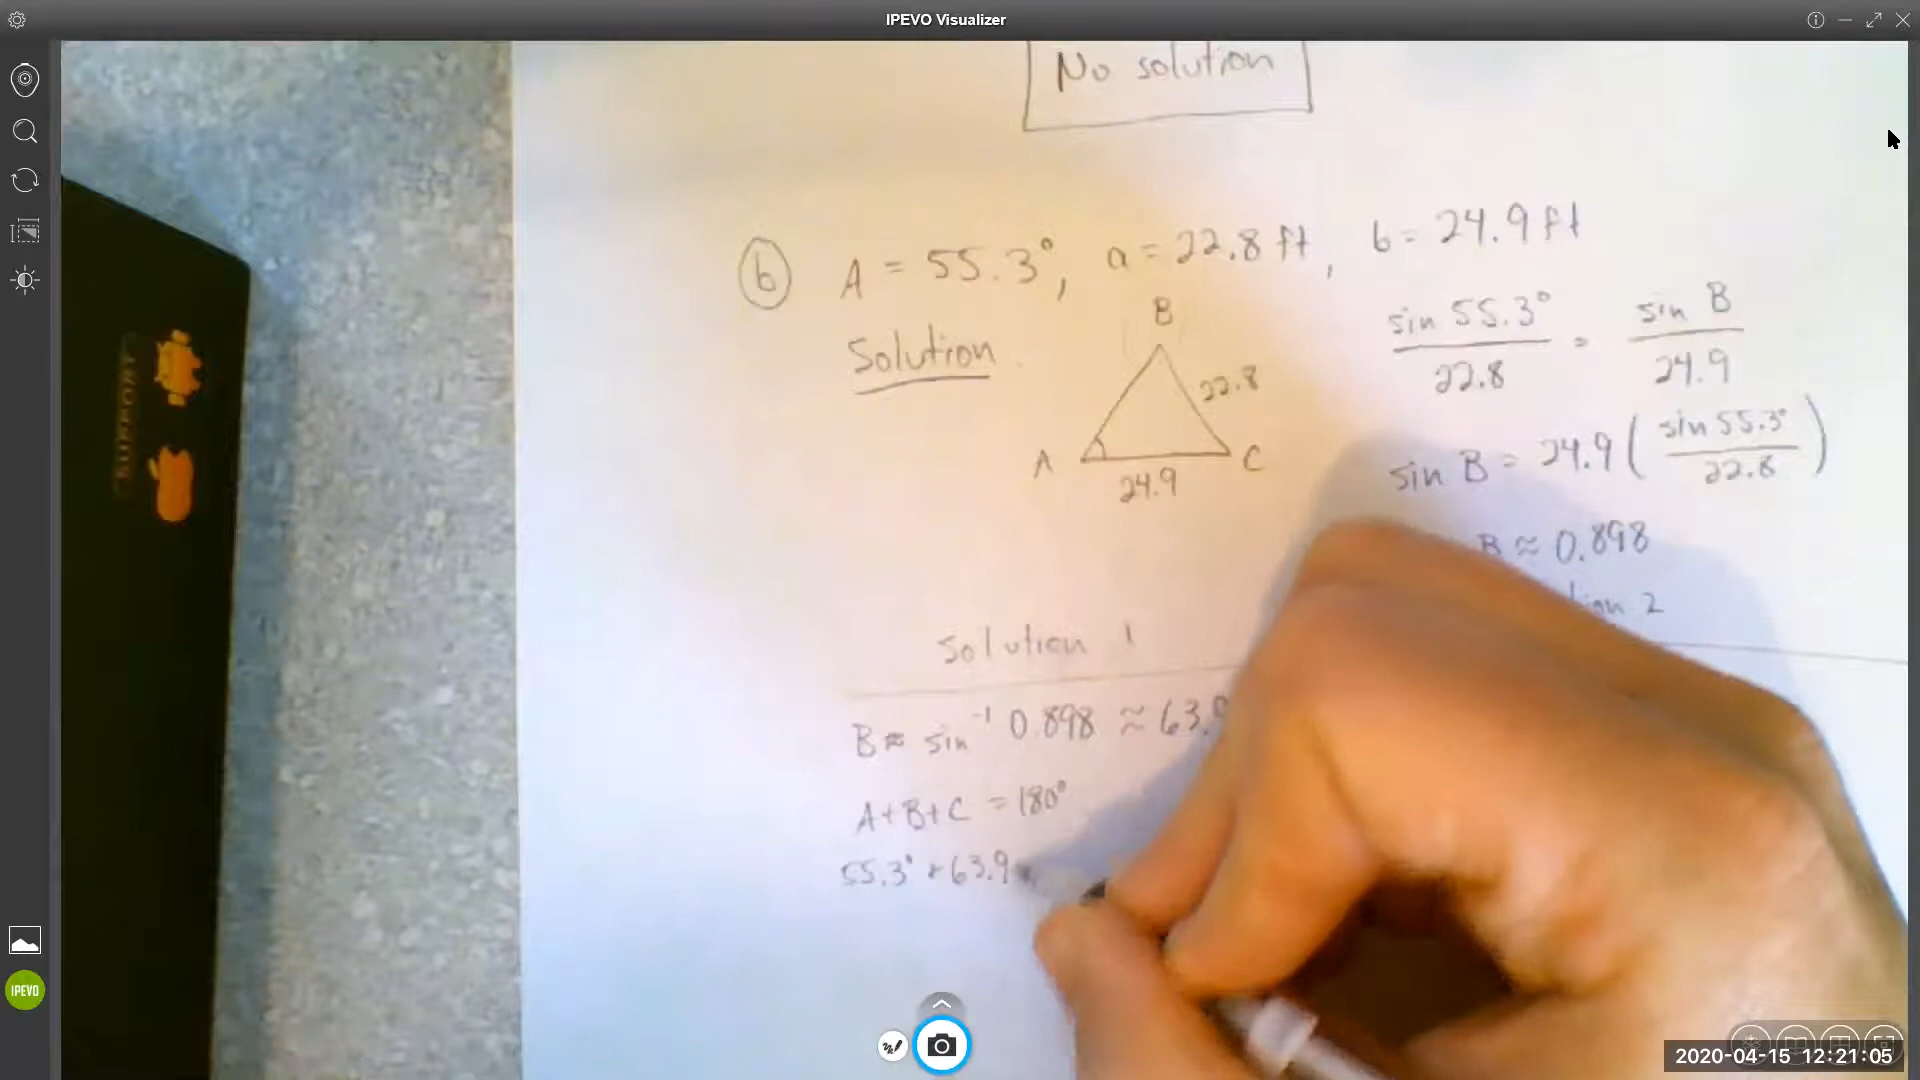 IPEVO Visualizer
No solution
b A = 55.3°, a = 22.8 ft, b = 24.9 ft
Solution
B
22.8
A C
24.9
sin 55.3° / 22.8 = sin B / 24.9
sin B = 24.9 ( sin 55.3° / 22.8 )
B ≈ 0.898
Solution 1
2
B ≈ sin⁻¹ 0.898 ≈ 63.9
A+B+C = 180°
55.3° + 63.9
IPEVO
2020-04-15 12:21:05